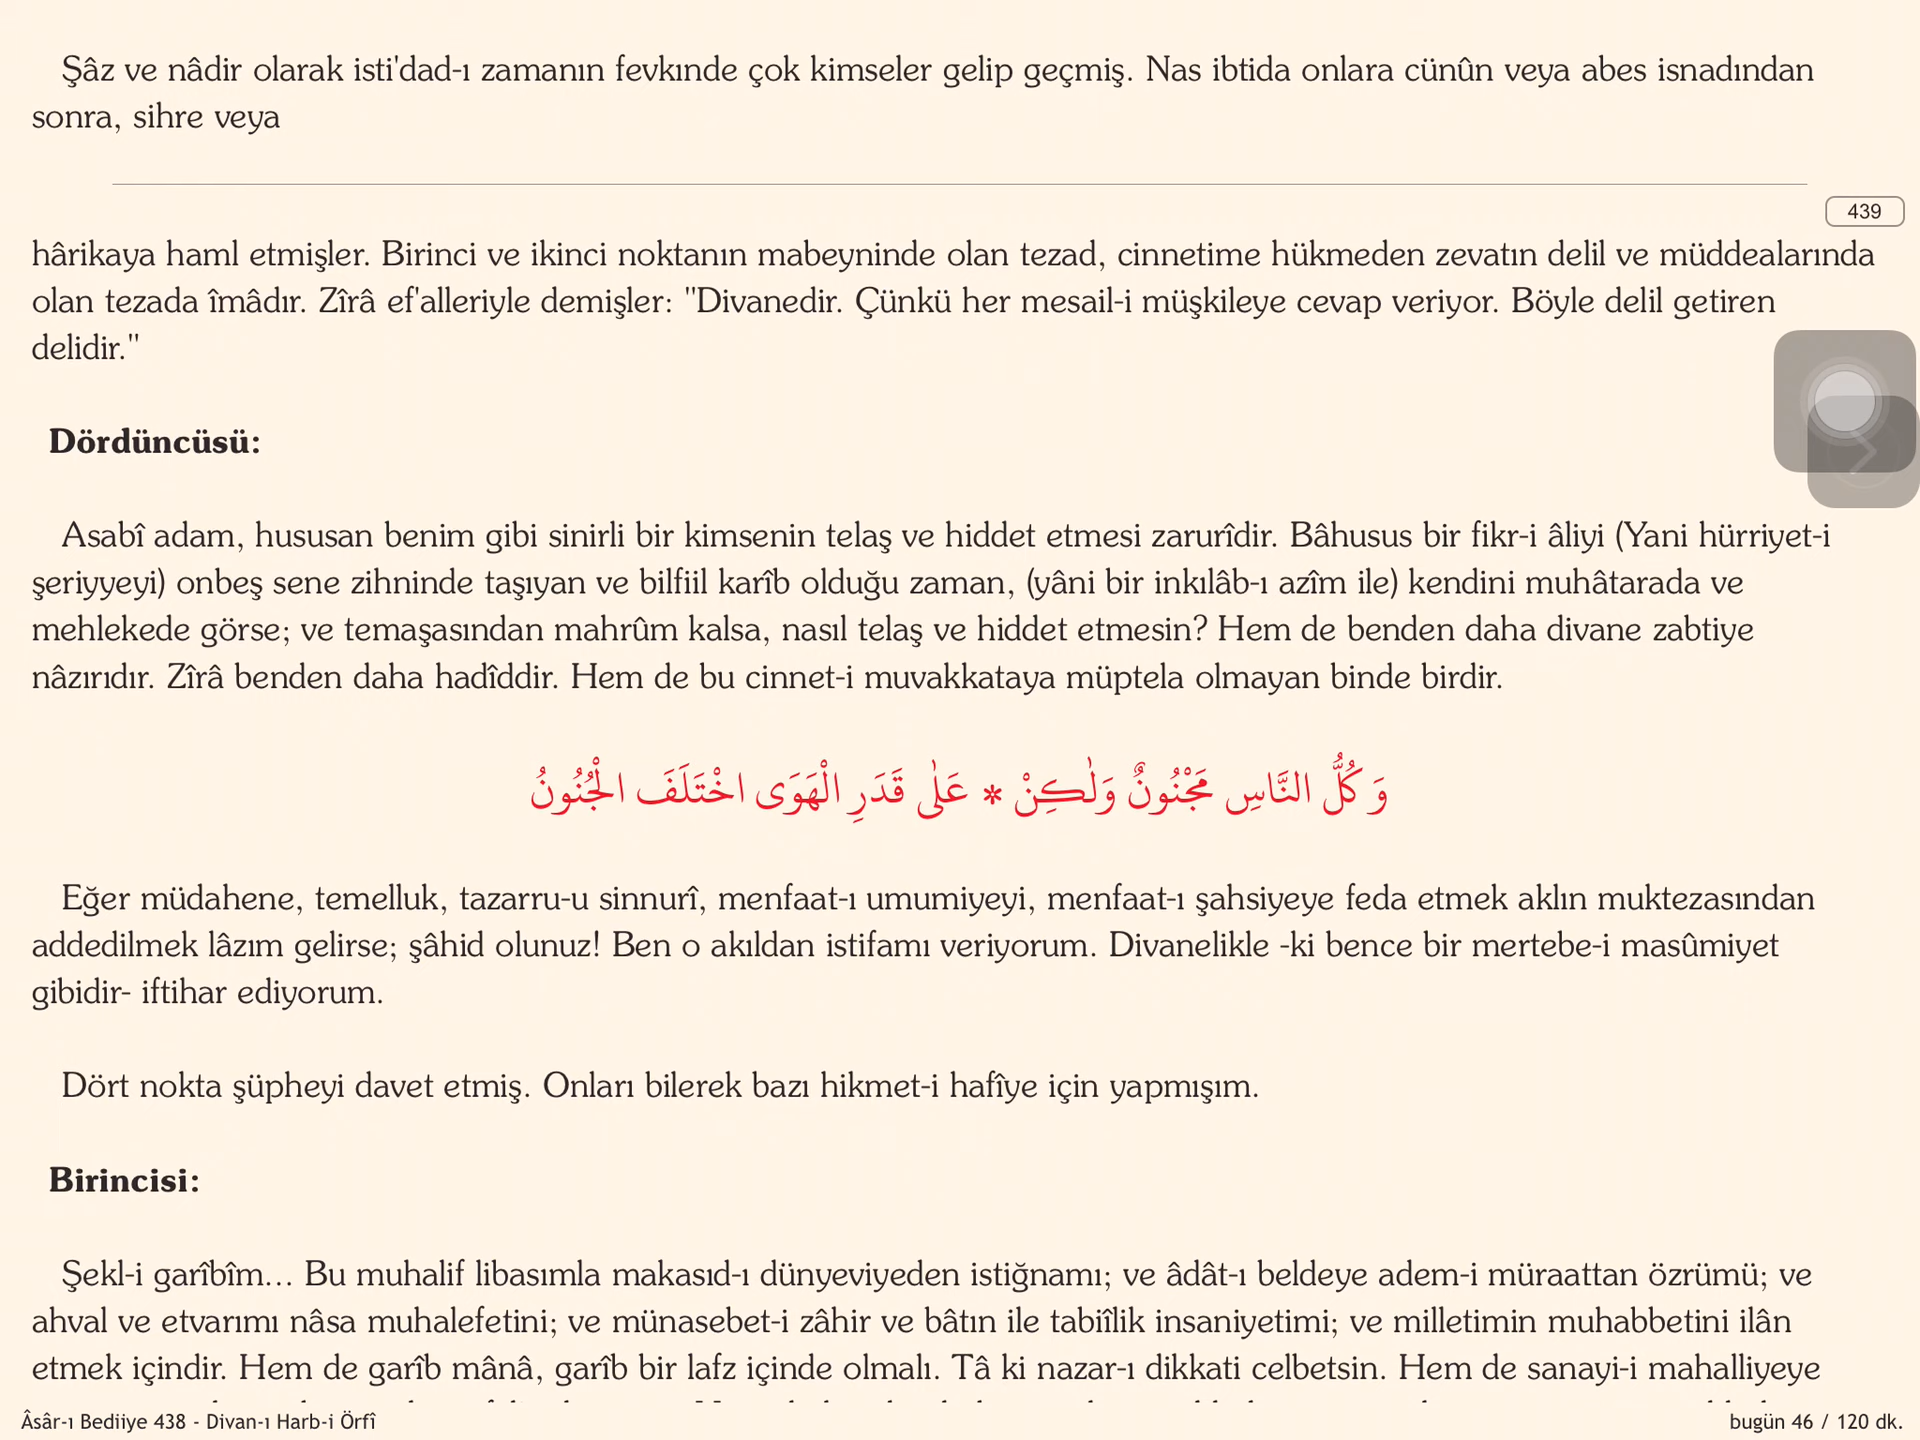 Şâz ve nâdir olarak isti'dad-ı zamanın fevkınde çok kimseler gelip geçmiş. Nas ibtida onlara cünûn veya abes isnadından
sonra, sihre veya
439
hârikaya haml etmişler. Birinci ve ikinci noktanın mabeyninde olan tezad, cinnetime hükmeden zevatın delil ve müddealarında
olan tezada îmâdır. Zîrâ ef'alleriyle demişler: "Divanedir. Çünkü her mesail-i müşkileye cevap veriyor. Böyle delil getiren
delidir."
Dördüncüsü:
Asabî adam, hususan benim gibi sinirli bir kimsenin telaş ve hiddet etmesi zarurîdir. Bâhusus bir fikr-i âliyi (Yani hürriyet-i
şeriyyeyi) onbeş sene zihninde taşıyan ve bilfiil karîb olduğu zaman, (yâni bir inkılâb-ı azîm ile) kendini muhâtarada ve
mehlekede görse; ve temaşasından mahrûm kalsa, nasıl telaş ve hiddet etmesin? Hem de benden daha divane zabtiye
nâzırıdır. Zîrâ benden daha hadîddir. Hem de bu cinnet-i muvakkataya müptela olmayan binde birdir.
وَ كُلُّ النَّاسِ مَجْنُونٌ وَلٰكِنْ * عَلٰى قَدَرِ الْهَوَى اخْتَلَفَ الْجُنُونُ
Eğer müdahene, temelluk, tazarru-u sinnurî, menfaat-ı umumiyeyi, menfaat-ı şahsiyeye feda etmek aklın muktezasından
addedilmek lâzım gelirse; şâhid olunuz! Ben o akıldan istifamı veriyorum. Divanelikle -ki bence bir mertebe-i masûmiyet
gibidir- iftihar ediyorum.
Dört nokta şüpheyi davet etmiş. Onları bilerek bazı hikmet-i hafîye için yapmışım.
Birincisi:
Şekl-i garîbîm... Bu muhalif libasımla makasıd-ı dünyeviyeden istiğnamı; ve âdât-ı beldeye adem-i müraattan özrümü; ve
ahval ve etvarımı nâsa muhalefetini; ve münasebet-i zâhir ve bâtın ile tabiîlik insaniyetimi; ve milletimin muhabbetini ilân
etmek içindir. Hem de garîb mânâ, garîb bir lafz içinde olmalı. Tâ ki nazar-ı dikkati celbetsin. Hem de sanayi-i mahalliyeye
Âsâr-ı Bediiye 438 - Divan-ı Harb-i Örfî
bugün 46 / 120 dk.